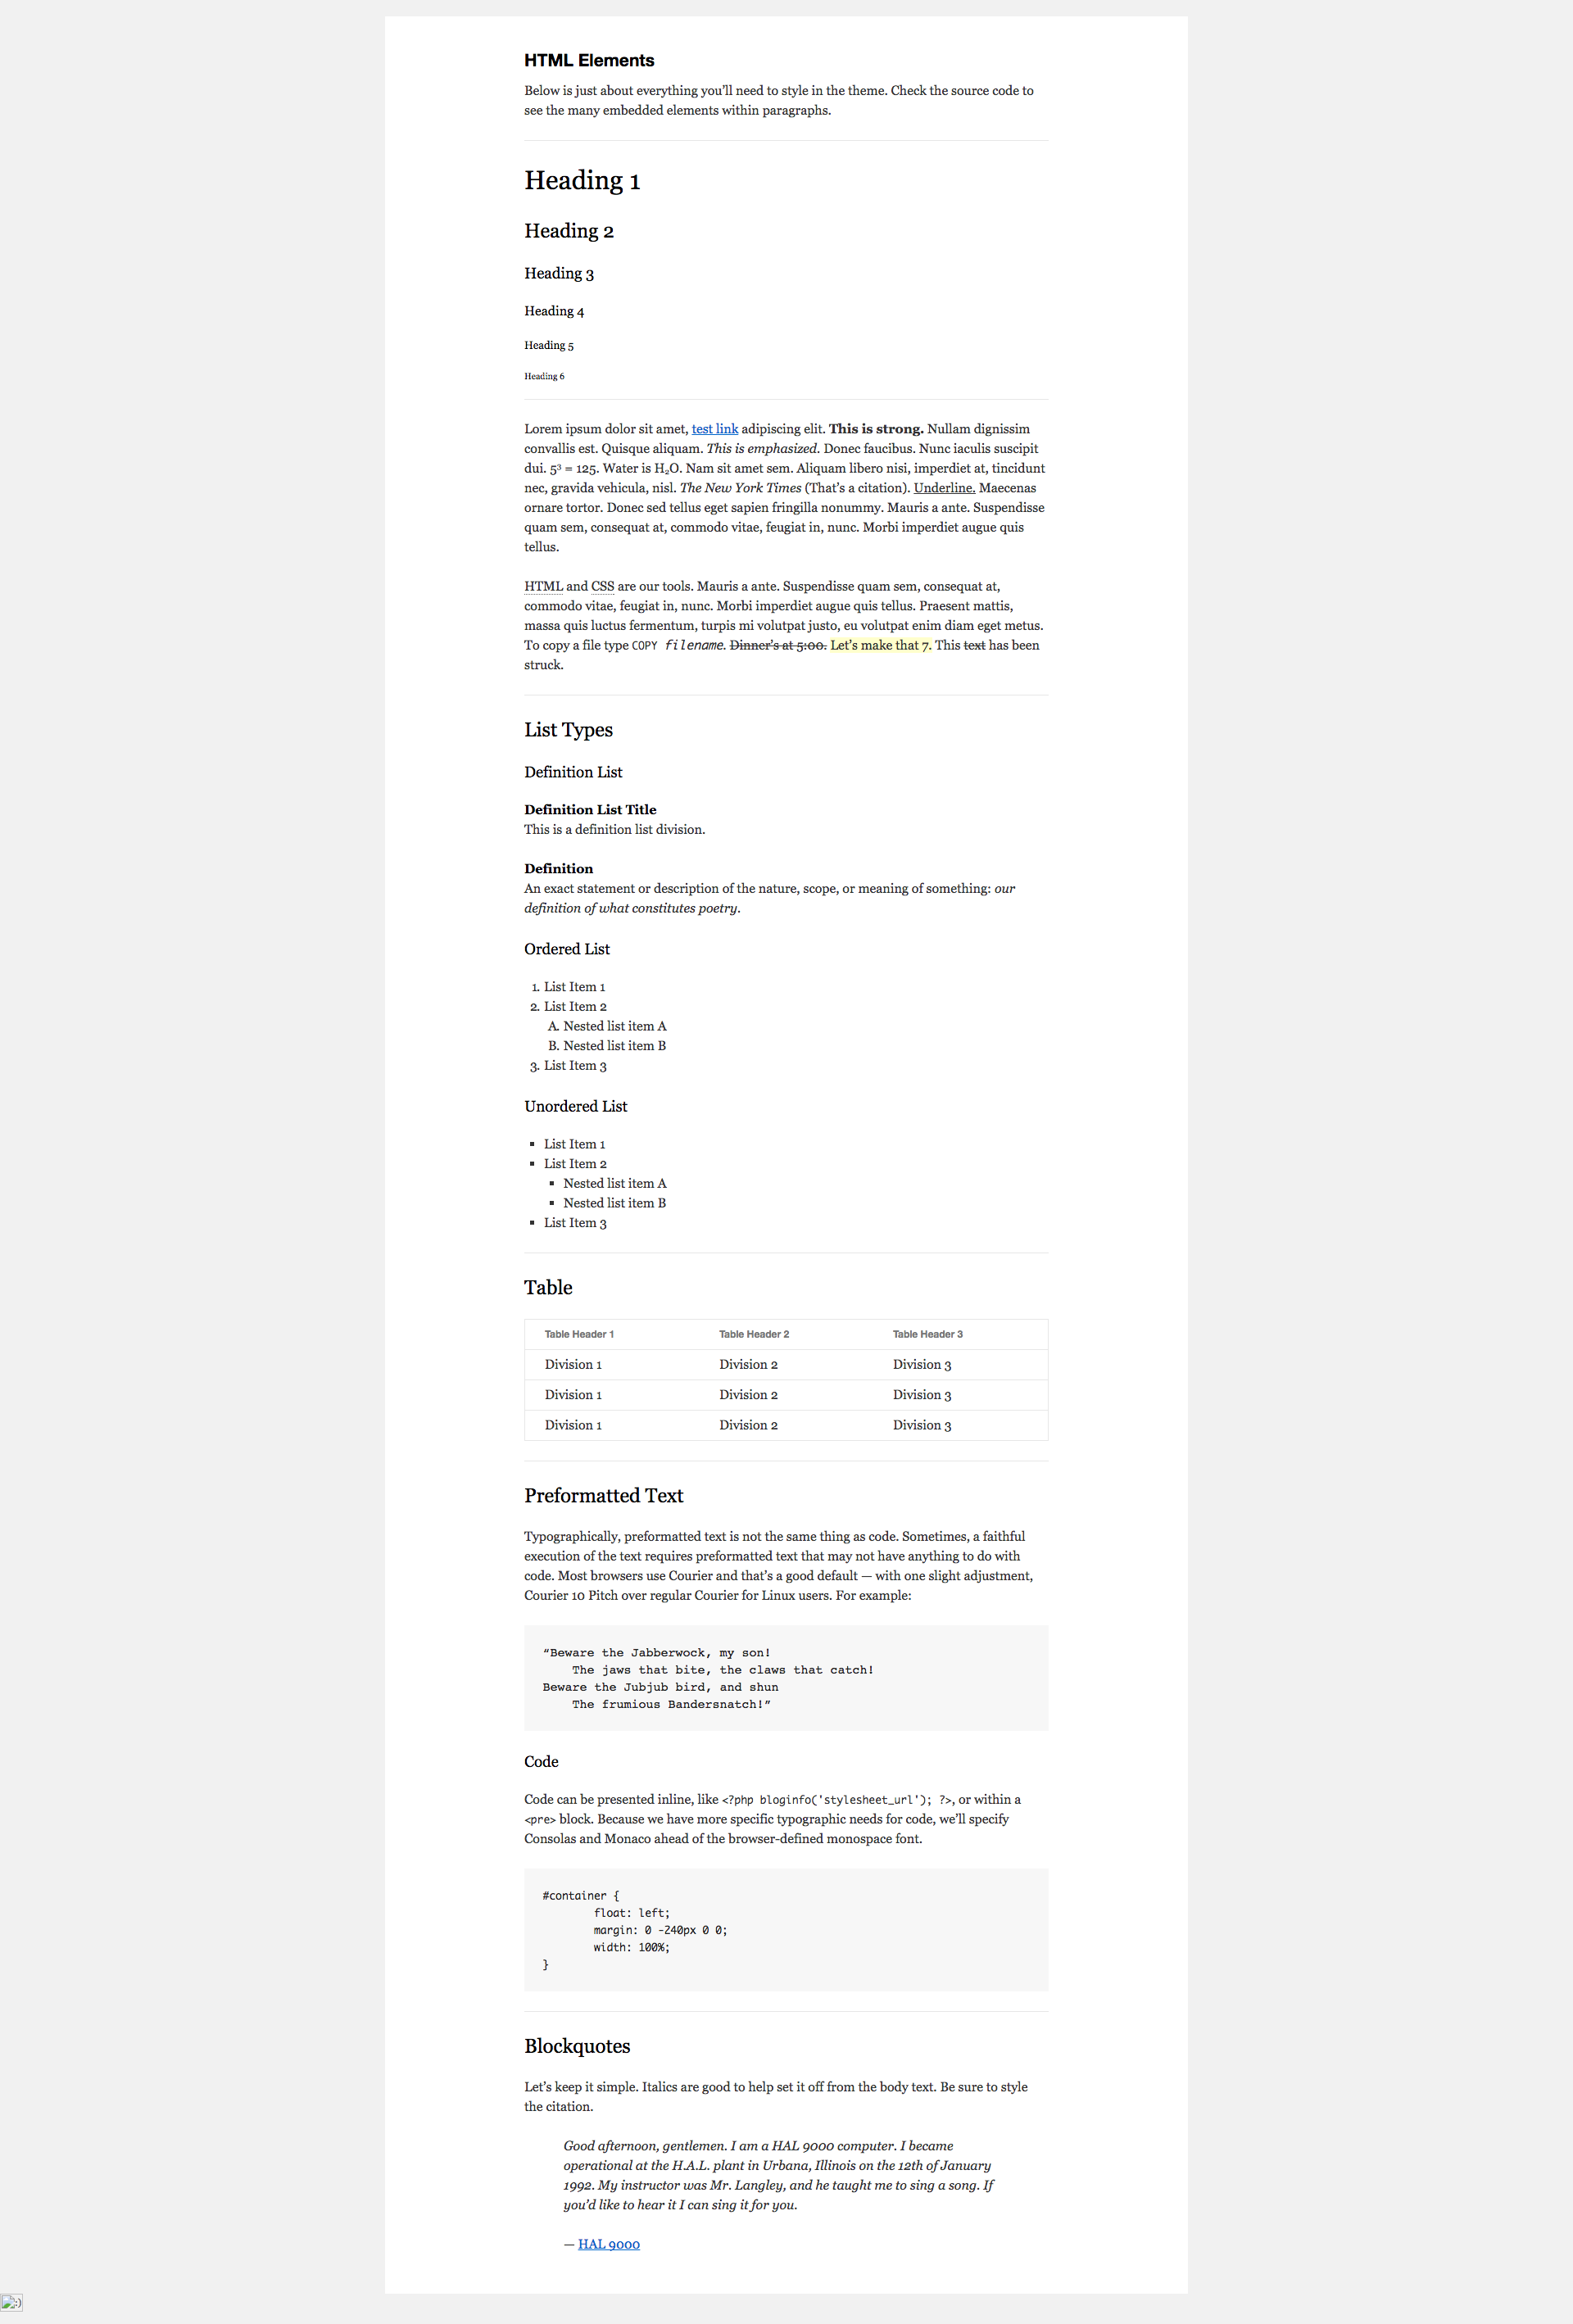 HTML Elements
Below is just about everything you’ll need to style in the theme. Check the source code to
see the many embedded elements within paragraphs.
Heading 1
Heading 2
Heading 3
Heading 4
Heading 5
Heading 6
Lorem ipsum dolor sit amet, test link adipiscing elit. This is strong. Nullam dignissim
convallis est. Quisque aliquam. This is emphasized. Donec faucibus. Nunc iaculis suscipit
dui. 5³ = 125. Water is H₂O. Nam sit amet sem. Aliquam libero nisi, imperdiet at, tincidunt
nec, gravida vehicula, nisl. The New York Times (That’s a citation). Underline. Maecenas
ornare tortor. Donec sed tellus eget sapien fringilla nonummy. Mauris a ante. Suspendisse
quam sem, consequat at, commodo vitae, feugiat in, nunc. Morbi imperdiet augue quis
tellus.
HTML and CSS are our tools. Mauris a ante. Suspendisse quam sem, consequat at,
commodo vitae, feugiat in, nunc. Morbi imperdiet augue quis tellus. Praesent mattis,
massa quis luctus fermentum, turpis mi volutpat justo, eu volutpat enim diam eget metus.
To copy a file type COPY filename. Dinner’s at 5:00. Let’s make that 7. This text has been
struck.
List Types
Definition List
Definition List Title
This is a definition list division.
Definition
An exact statement or description of the nature, scope, or meaning of something: our
definition of what constitutes poetry.
Ordered List
1. List Item 1
2. List Item 2
A. Nested list item A
B. Nested list item B
3. List Item 3
Unordered List
▪ List Item 1
▪ List Item 2
▪ Nested list item A
▪ Nested list item B
▪ List Item 3
Table
Table Header 1 Table Header 2 Table Header 3
Division 1 Division 2 Division 3
Division 1 Division 2 Division 3
Division 1 Division 2 Division 3
Preformatted Text
Typographically, preformatted text is not the same thing as code. Sometimes, a faithful
execution of the text requires preformatted text that may not have anything to do with
code. Most browsers use Courier and that’s a good default — with one slight adjustment,
Courier 10 Pitch over regular Courier for Linux users. For example:
“Beware the Jabberwock, my son!
    The jaws that bite, the claws that catch!
Beware the Jubjub bird, and shun
    The frumious Bandersnatch!”
Code
Code can be presented inline, like <?php bloginfo('stylesheet_url'); ?>, or within a
<pre> block. Because we have more specific typographic needs for code, we’ll specify
Consolas and Monaco ahead of the browser-defined monospace font.
#container {
        float: left;
        margin: 0 -240px 0 0;
        width: 100%;
}
Blockquotes
Let’s keep it simple. Italics are good to help set it off from the body text. Be sure to style
the citation.
Good afternoon, gentlemen. I am a HAL 9000 computer. I became
operational at the H.A.L. plant in Urbana, Illinois on the 12th of January
1992. My instructor was Mr. Langley, and he taught me to sing a song. If
you’d like to hear it I can sing it for you.
— HAL 9000